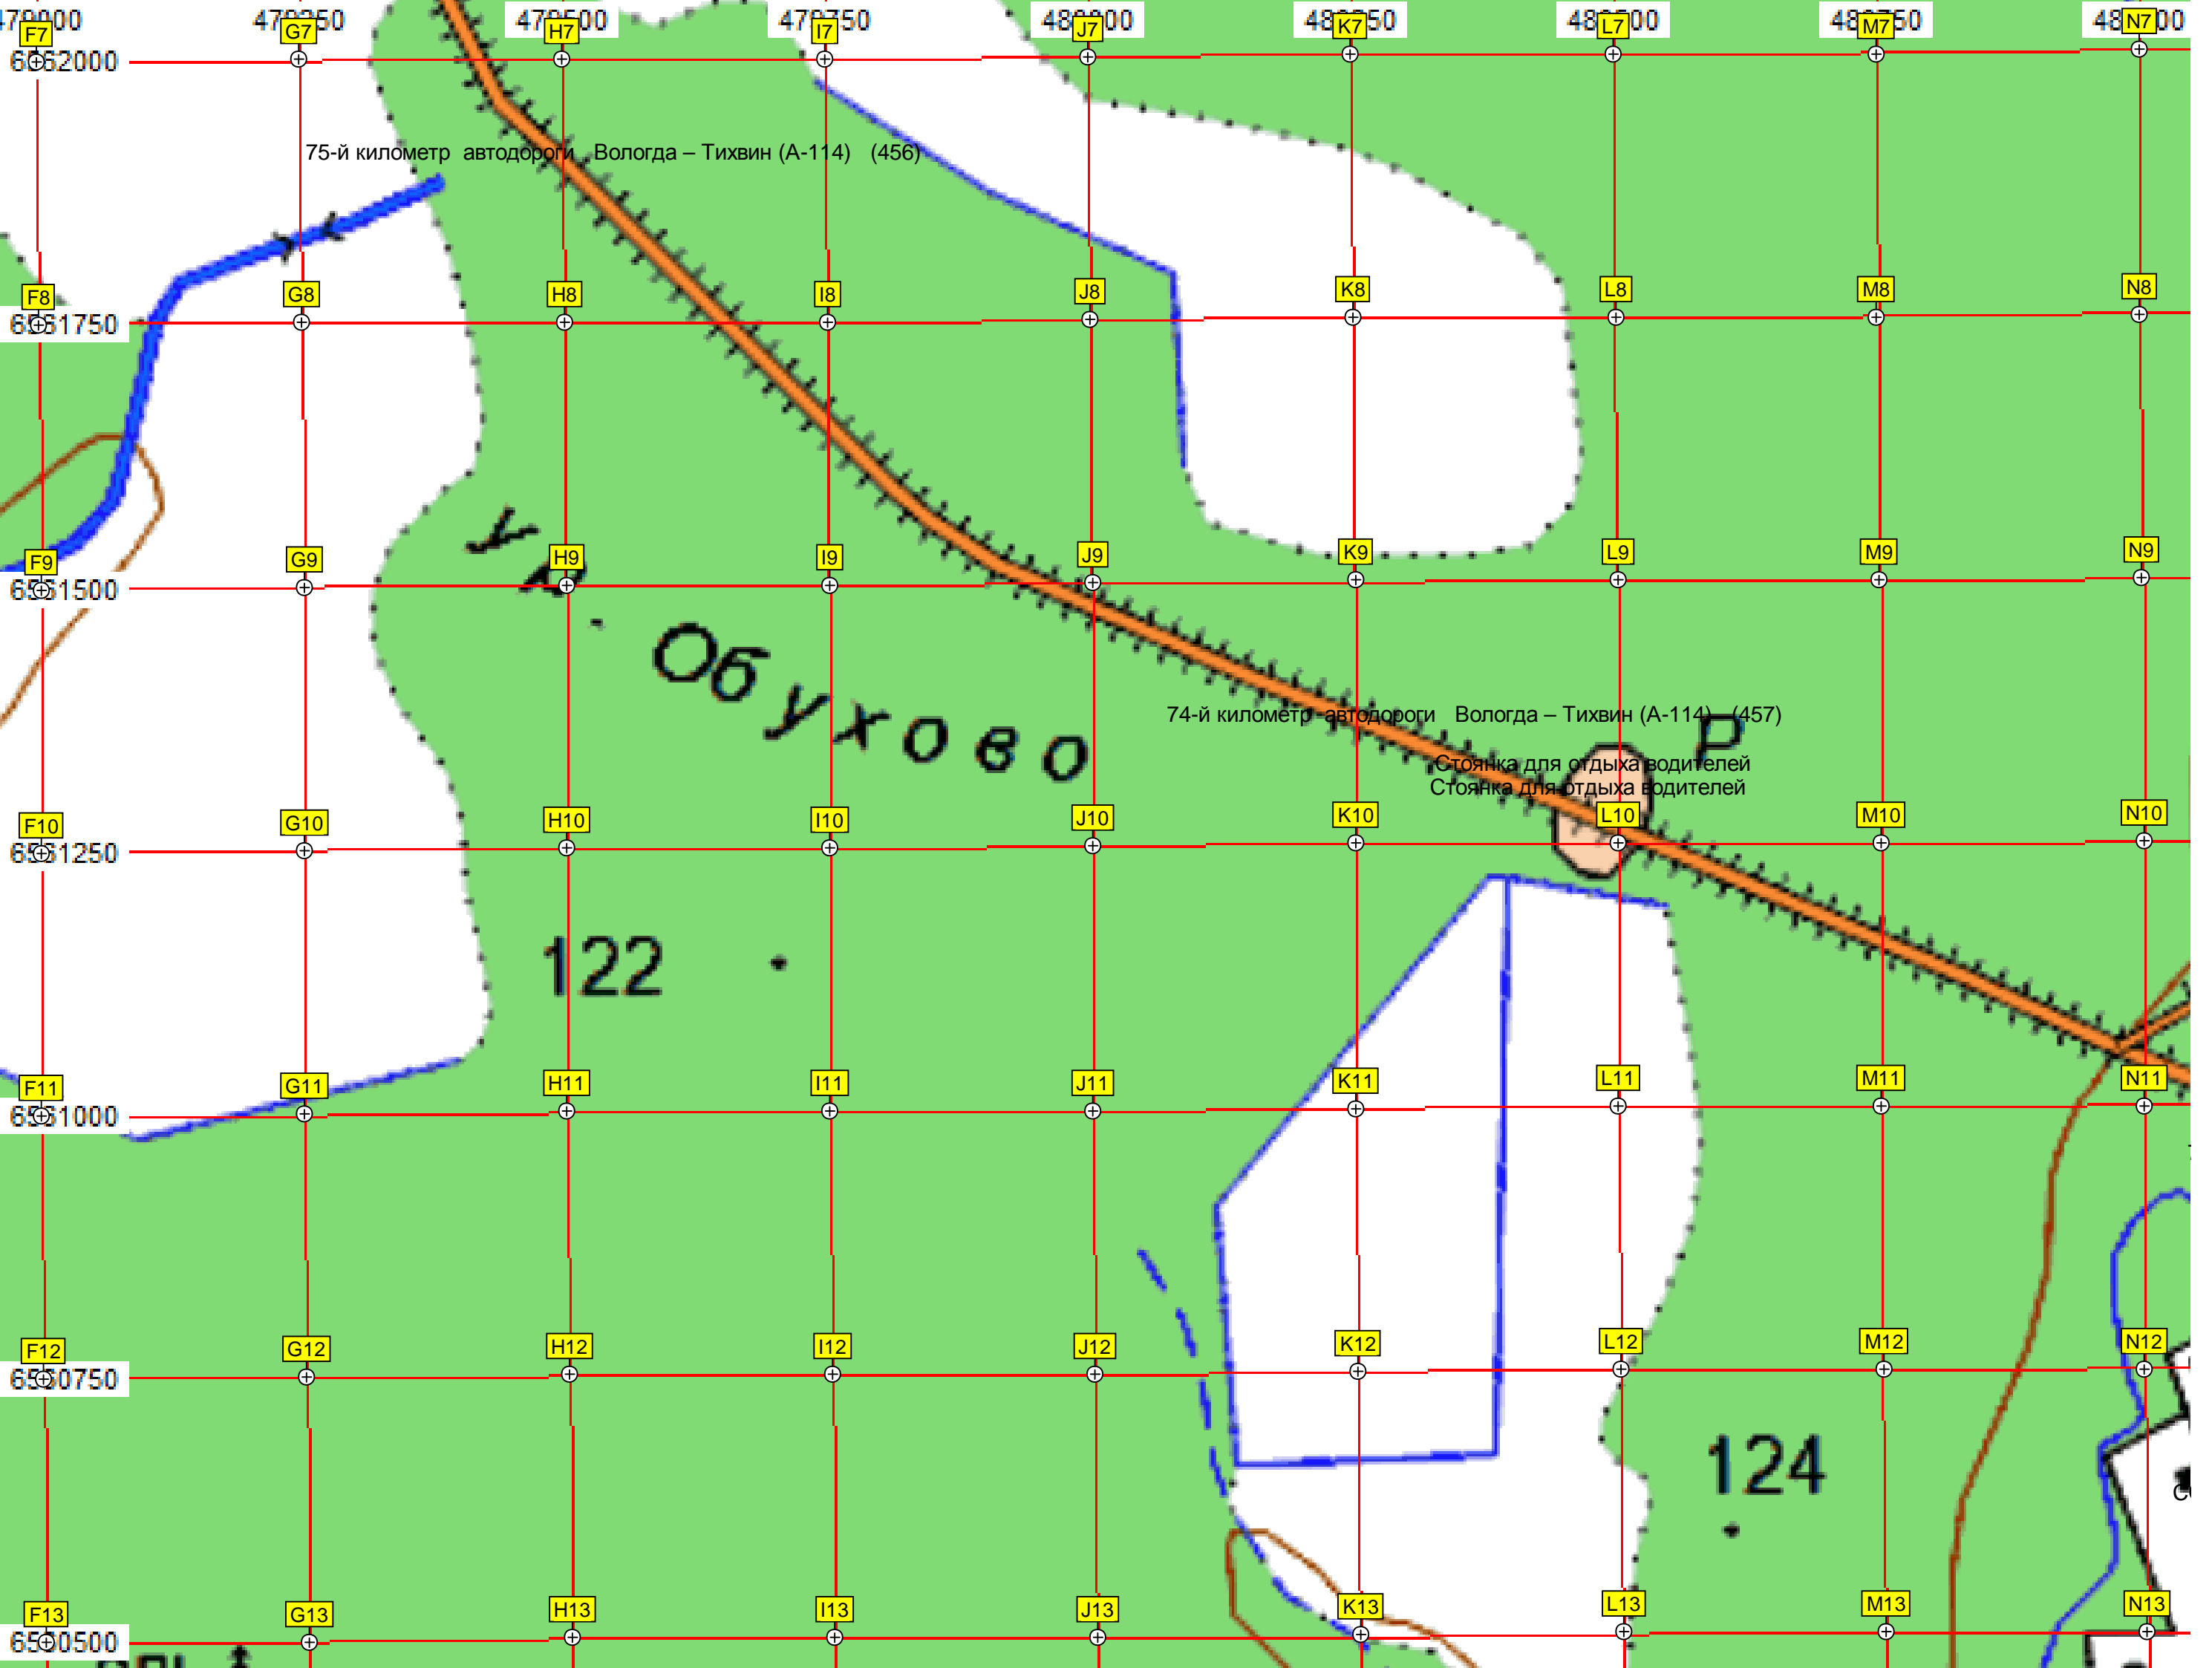 F7 G7 H7 I7 J7 K7 L7 M7 N7
75-й километр автодороги Вологда – Тихвин (А-114) (456)
F8 G8 H8 I8 J8 K8 L8 M8 N8
F9 G9 H9 I9 J9 K9 L9 M9 N9
ур. Обухово
74-й километр автодороги Вологда – Тихвин (А-114) (457)
Р
Стоянка для отдыха водителей
Стоянка для отдыха водителей
F10 G10 H10 I10 J10 K10 L10 M10 N10
122
F11 G11 H11 I11 J11 K11 L11 M11 N11
F12 G12 H12 I12 J12 K12 L12 M12 N12
124
F13 G13 H13 I13 J13 K13 L13 M13 N13